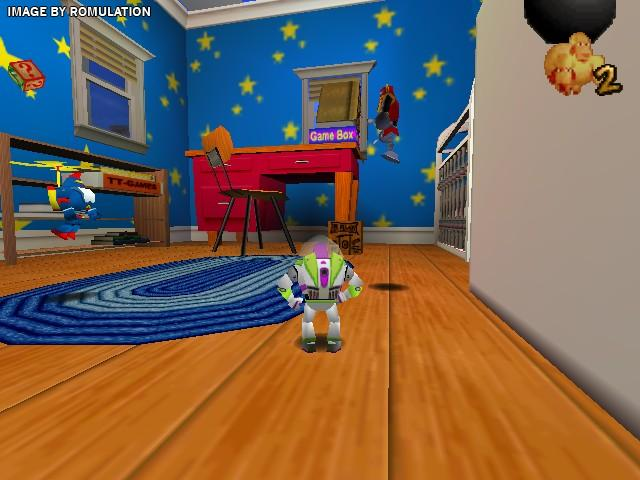 IMAGE BY ROMULATION
2
Game Box
TT-GAMES